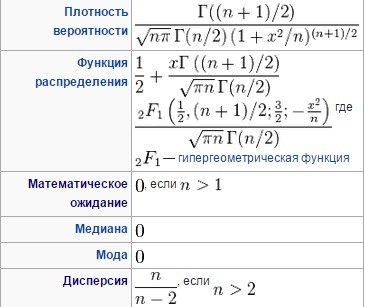 Плотность вероятности
Γ((n + 1)/2)
√nπ Γ(n/2) (1 + x²/n)^(n+1)/2
Функция распределения
1/2 + xΓ ((n + 1)/2)
√πn Γ(n/2)
₂F₁ (1/2, (n + 1)/2; 3/2; −x²/n) где
√πn Γ(n/2)
₂F₁ — гипергеометрическая функция
Математическое ожидание
0, если n > 1
Медиана 0
Мода 0
Дисперсия n/(n − 2), если n > 2